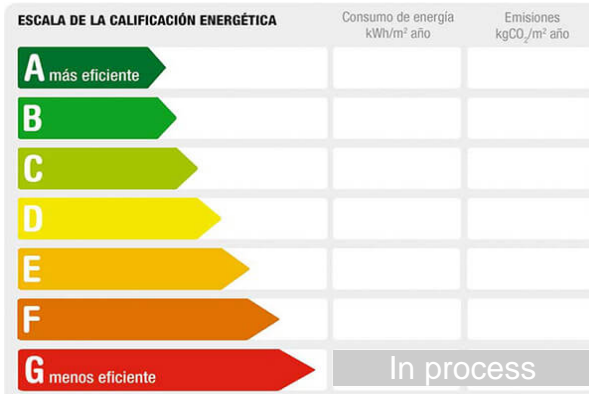 ESCALA DE LA CALIFICACIÓN ENERGÉTICA
Consumo de energía
kWh/m² año
Emisiones
kgCO₂/m² año
A más eficiente
B
C
D
E
F
G menos eficiente
In process